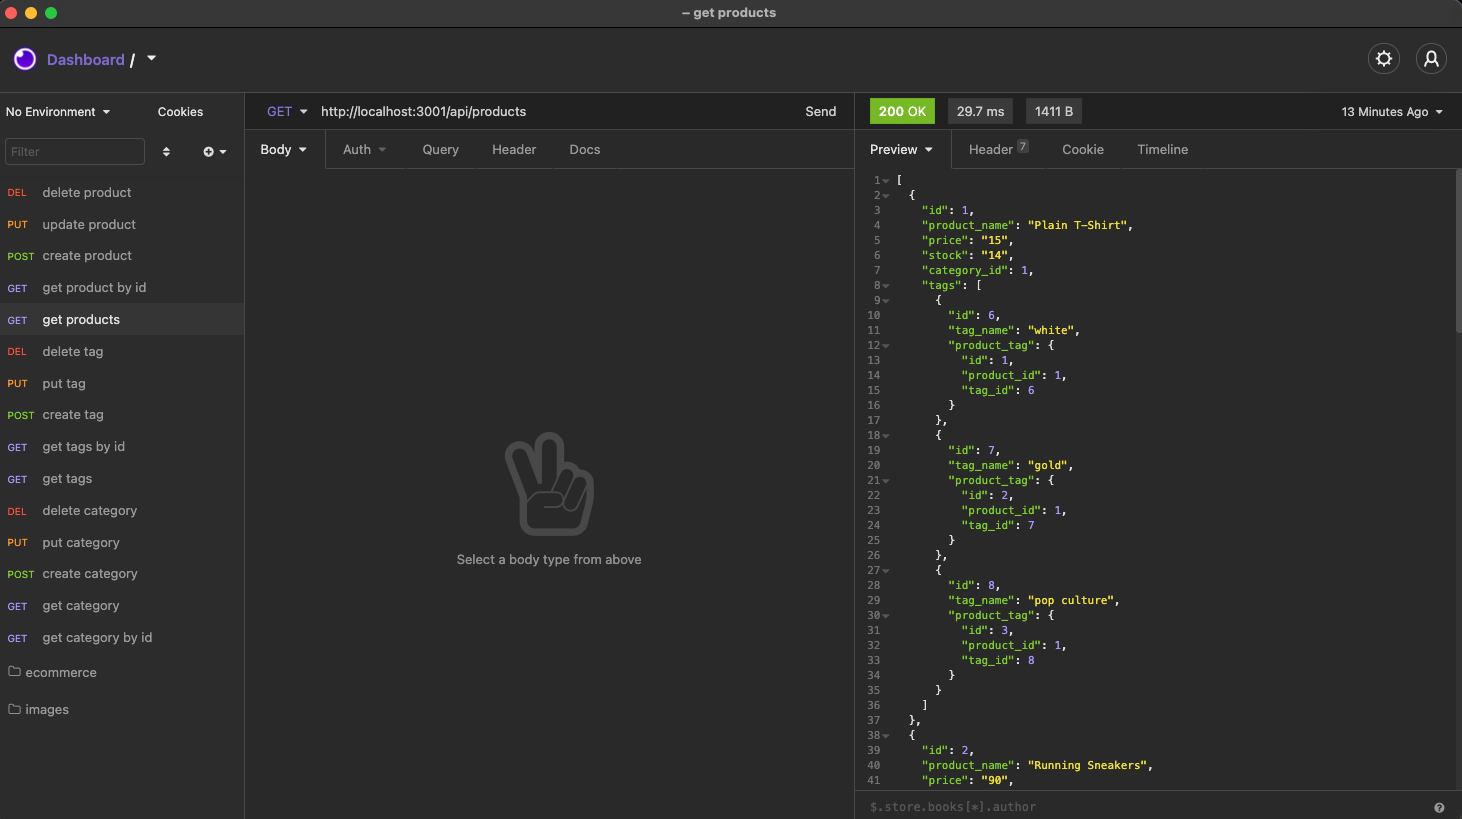 – get products
Dashboard /
No Environment Cookies
Filter
DEL delete product
PUT update product
POST create product
GET get product by id
GET get products
DEL delete tag
PUT put tag
POST create tag
GET get tags by id
GET get tags
DEL delete category
PUT put category
POST create category
GET get category
GET get category by id
ecommerce
images
GET http://localhost:3001/api/products Send
Body Auth Query Header Docs
Select a body type from above
200 OK 29.7 ms 1411 B 13 Minutes Ago
Preview Header 7 Cookie Timeline
1 [
2 {
3 "id": 1,
4 "product_name": "Plain T-Shirt",
5 "price": "15",
6 "stock": "14",
7 "category_id": 1,
8 "tags": [
9 {
10 "id": 6,
11 "tag_name": "white",
12 "product_tag": {
13 "id": 1,
14 "product_id": 1,
15 "tag_id": 6
16 }
17 },
18 {
19 "id": 7,
20 "tag_name": "gold",
21 "product_tag": {
22 "id": 2,
23 "product_id": 1,
24 "tag_id": 7
25 }
26 },
27 {
28 "id": 8,
29 "tag_name": "pop culture",
30 "product_tag": {
31 "id": 3,
32 "product_id": 1,
33 "tag_id": 8
34 }
35 }
36 ]
37 },
38 {
39 "id": 2,
40 "product_name": "Running Sneakers",
41 "price": "90",
$.store.books[*].author